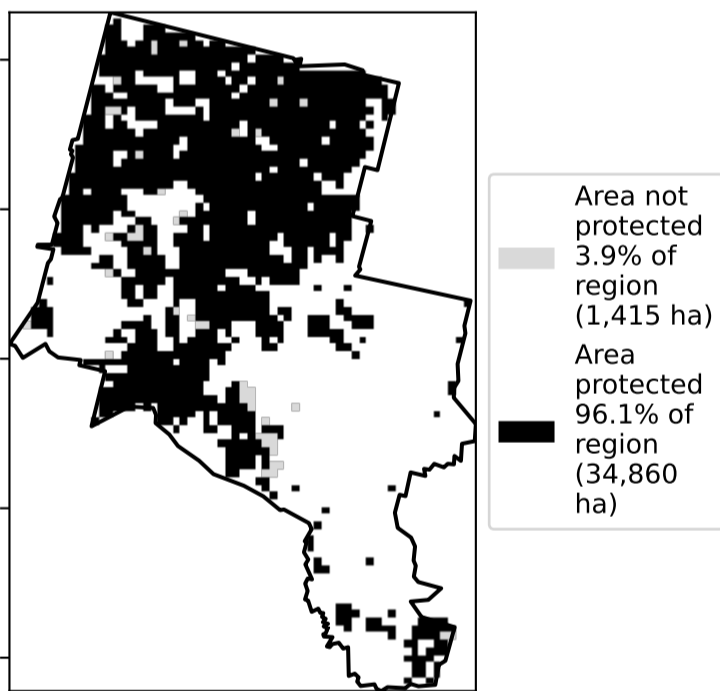 Area not
protected
3.9% of
region
(1,415 ha)
Area
protected
96.1% of
region
(34,860
ha)